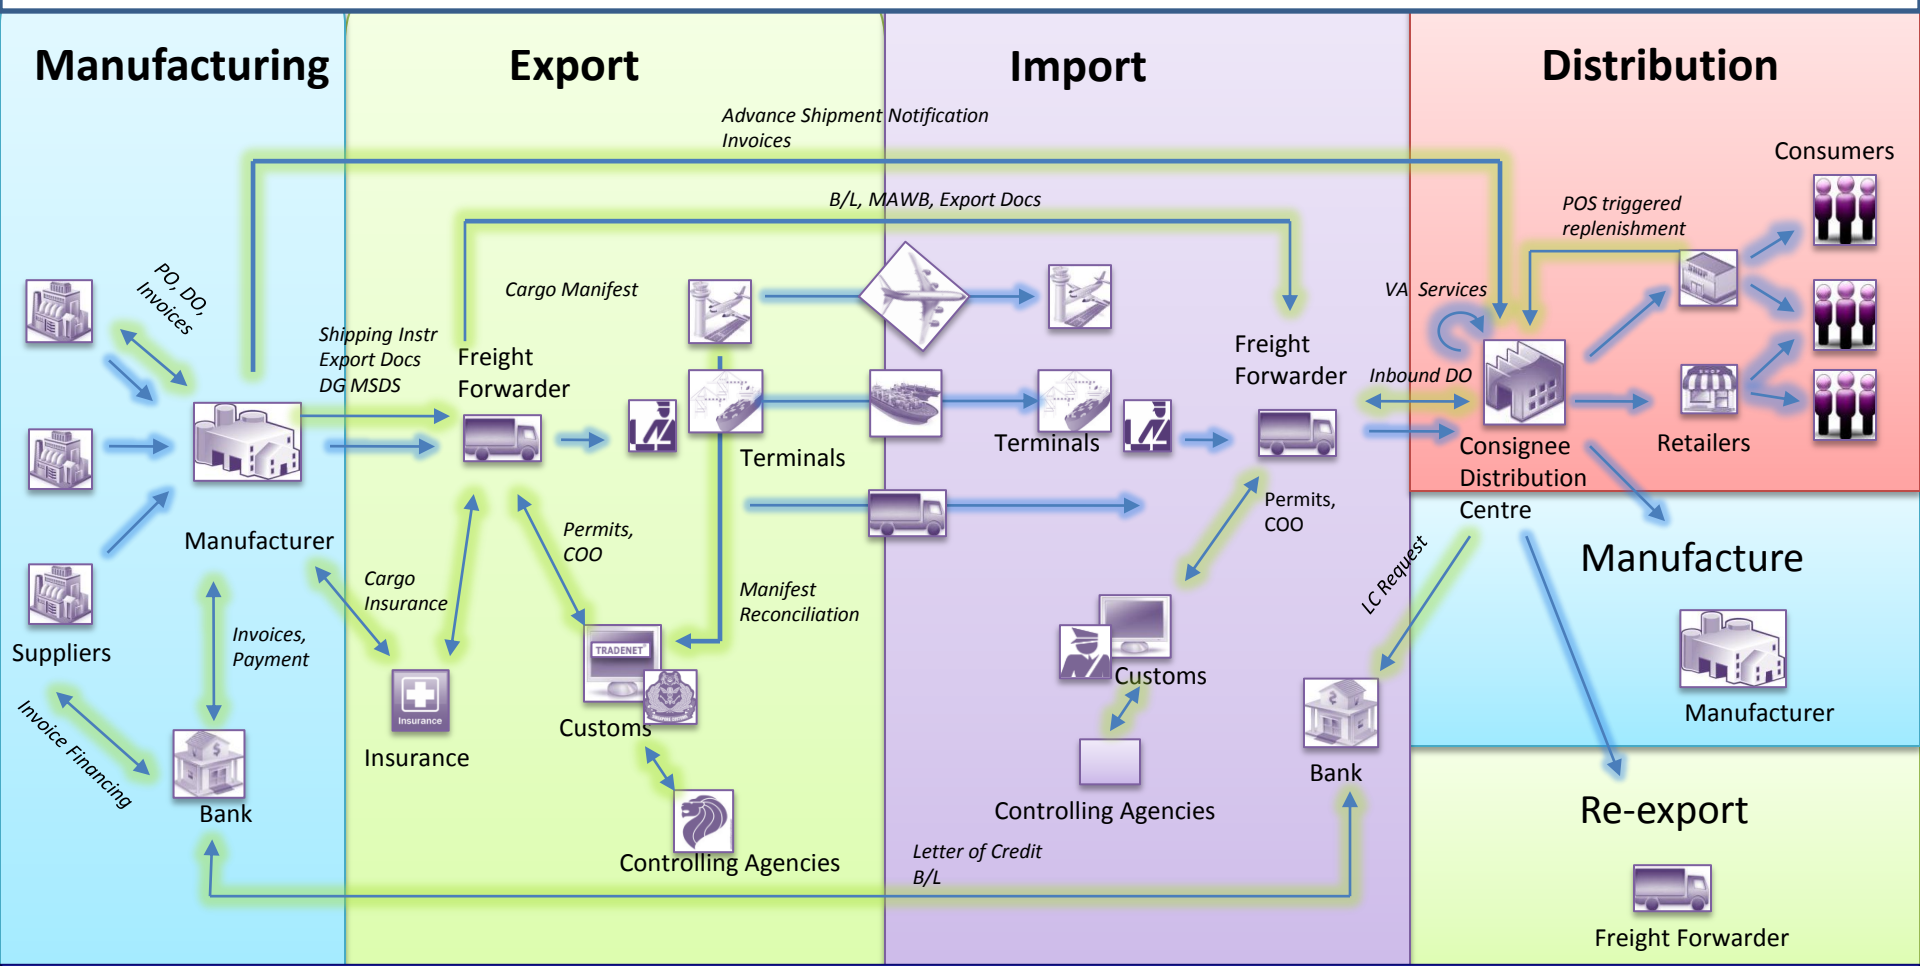 Manufacturing
Export
Import
Distribution
Advance Shipment Notification
Invoices
Consumers
B/L, MAWB, Export Docs
POS triggered
replenishment
PO, DO,
Invoices
Cargo Manifest
VA Services
Shipping Instr
Export Docs
DG MSDS
Freight
Forwarder
Freight
Forwarder
Inbound DO
Terminals
Terminals
Consignee
Distribution
Centre
Retailers
Manufacturer
Permits,
COO
Permits,
COO
Cargo
Insurance
Manifest
Reconciliation
LC Request
Manufacture
Suppliers
Invoices,
Payment
TRADENET
Insurance
Customs
Customs
Manufacturer
Invoice Financing
Insurance
Bank
Bank
Controlling Agencies
Controlling Agencies
Re-export
Letter of Credit
B/L
Freight Forwarder
SHOP